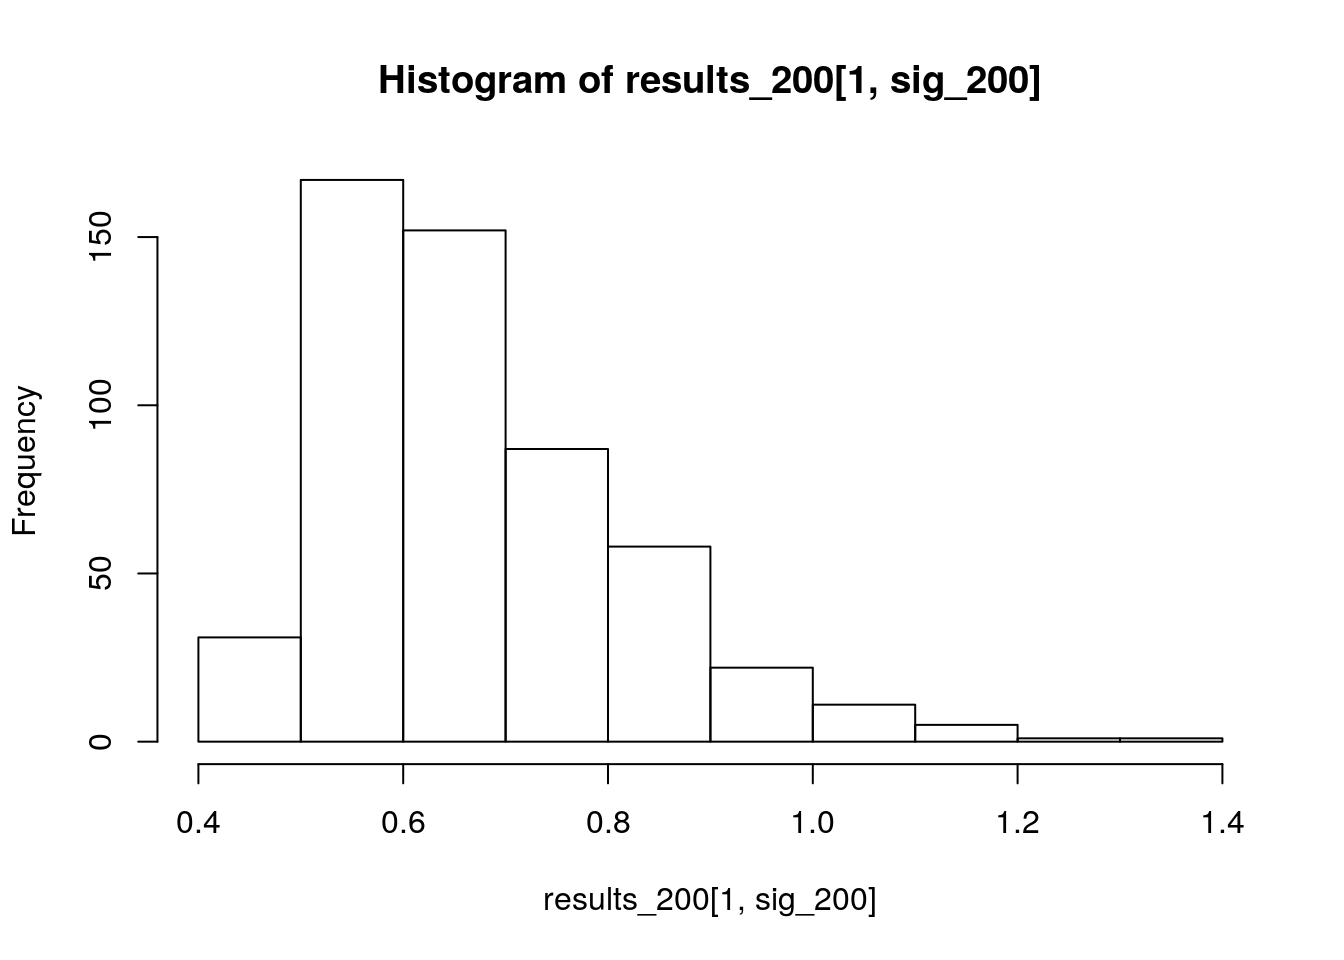 Histogram of results_200[1, sig_200]
Frequency
150
100
50
0
0.4 0.6 0.8 1.0 1.2 1.4
results_200[1, sig_200]